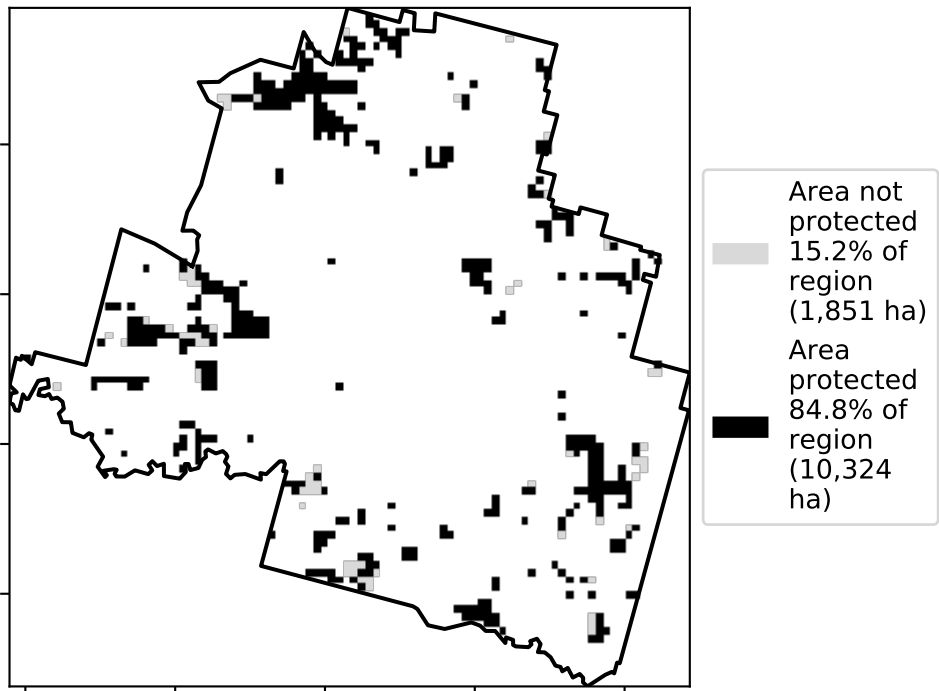 Area not
protected
15.2% of
region
(1,851 ha)
Area
protected
84.8% of
region
(10,324
ha)